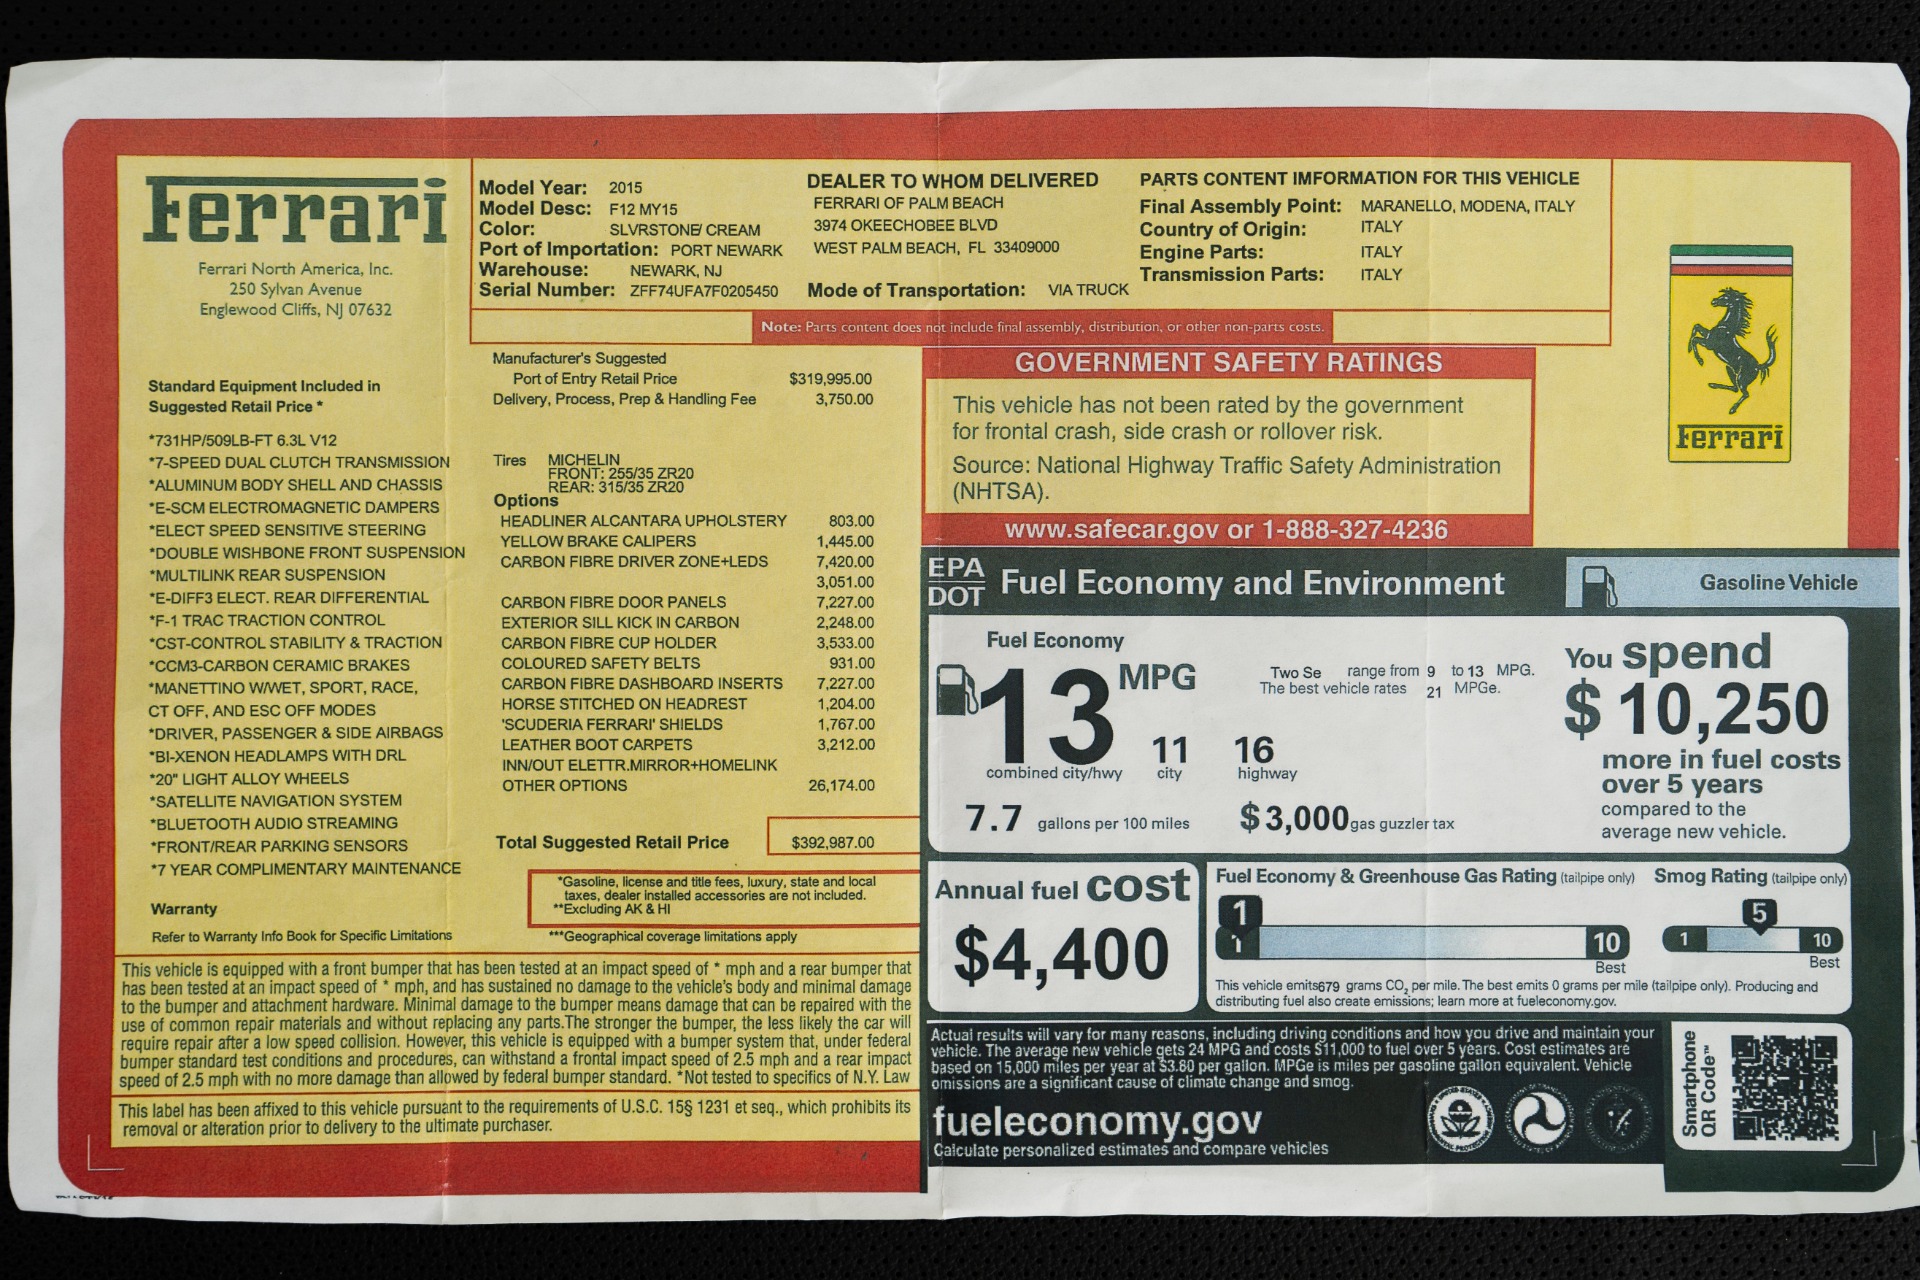 Ferrari
Ferrari North America, Inc.
250 Sylvan Avenue
Englewood Cliffs, NJ 07632
Model Year: 2015
Model Desc: F12 MY15
Color: SLVRSTONE/ CREAM
Port of Importation: PORT NEWARK
Warehouse: NEWARK, NJ
Serial Number: ZFF74UFA7F0205450
DEALER TO WHOM DELIVERED
FERRARI OF PALM BEACH
3974 OKEECHOBEE BLVD
WEST PALM BEACH, FL 33409000
Mode of Transportation: VIA TRUCK
PARTS CONTENT IMFORMATION FOR THIS VEHICLE
Final Assembly Point: MARANELLO, MODENA, ITALY
Country of Origin: ITALY
Engine Parts: ITALY
Transmission Parts: ITALY
Note: Parts content does not include final assembly, distribution, or other non-parts costs.
Ferrari
Standard Equipment Included in
Suggested Retail Price *
*731HP/509LB-FT 6.3L V12
*7-SPEED DUAL CLUTCH TRANSMISSION
*ALUMINUM BODY SHELL AND CHASSIS
*E-SCM ELECTROMAGNETIC DAMPERS
*ELECT SPEED SENSITIVE STEERING
*DOUBLE WISHBONE FRONT SUSPENSION
*MULTILINK REAR SUSPENSION
*E-DIFF3 ELECT. REAR DIFFERENTIAL
*F-1 TRAC TRACTION CONTROL
*CST-CONTROL STABILITY & TRACTION
*CCM3-CARBON CERAMIC BRAKES
*MANETTINO W/WET, SPORT, RACE,
CT OFF, AND ESC OFF MODES
*DRIVER, PASSENGER & SIDE AIRBAGS
*BI-XENON HEADLAMPS WITH DRL
*20" LIGHT ALLOY WHEELS
*SATELLITE NAVIGATION SYSTEM
*BLUETOOTH AUDIO STREAMING
*FRONT/REAR PARKING SENSORS
*7 YEAR COMPLIMENTARY MAINTENANCE
Warranty
Refer to Warranty Info Book for Specific Limitations
Manufacturer's Suggested
Port of Entry Retail Price $319,995.00
Delivery, Process, Prep & Handling Fee 3,750.00
Tires MICHELIN
FRONT: 255/35 ZR20
REAR: 315/35 ZR20
Options
HEADLINER ALCANTARA UPHOLSTERY 803.00
YELLOW BRAKE CALIPERS 1,445.00
CARBON FIBRE DRIVER ZONE+LEDS 7,420.00
3,051.00
CARBON FIBRE DOOR PANELS 7,227.00
EXTERIOR SILL KICK IN CARBON 2,248.00
CARBON FIBRE CUP HOLDER 3,533.00
COLOURED SAFETY BELTS 931.00
CARBON FIBRE DASHBOARD INSERTS 7,227.00
HORSE STITCHED ON HEADREST 1,204.00
'SCUDERIA FERRARI' SHIELDS 1,767.00
LEATHER BOOT CARPETS 3,212.00
INN/OUT ELETTR.MIRROR+HOMELINK
OTHER OPTIONS 26,174.00
Total Suggested Retail Price $392,987.00
*Gasoline, license and title fees, luxury, state and local
taxes, dealer installed accessories are not included.
**Excluding AK & HI
***Geographical coverage limitations apply
This vehicle is equipped with a front bumper that has been tested at an impact speed of * mph and a rear bumper that
has been tested at an impact speed of * mph, and has sustained no damage to the vehicle's body and minimal damage
to the bumper and attachment hardware. Minimal damage to the bumper means damage that can be repaired with the
use of common repair materials and without replacing any parts.The stronger the bumper, the less likely the car will
require repair after a low speed collision. However, this vehicle is equipped with a bumper system that, under federal
bumper standard test conditions and procedures, can withstand a frontal impact speed of 2.5 mph and a rear impact
speed of 2.5 mph with no more damage than allowed by federal bumper standard. *Not tested to specifics of N.Y. Law
This label has been affixed to this vehicle pursuant to the requirements of U.S.C. 15§ 1231 et seq., which prohibits its
removal or alteration prior to delivery to the ultimate purchaser.
GOVERNMENT SAFETY RATINGS
This vehicle has not been rated by the government
for frontal crash, side crash or rollover risk.
Source: National Highway Traffic Safety Administration
(NHTSA).
www.safecar.gov or 1-888-327-4236
EPA
DOT
Fuel Economy and Environment
Gasoline Vehicle
Fuel Economy
13 MPG
combined city/hwy
11
city
16
highway
Two Se range from 9 to 13 MPG.
The best vehicle rates 21 MPGe.
7.7 gallons per 100 miles
$3,000 gas guzzler tax
You spend
$10,250
more in fuel costs
over 5 years
compared to the
average new vehicle.
Annual fuel cost
$4,400
Fuel Economy & Greenhouse Gas Rating (tailpipe only)
1
1
10
Best
Smog Rating (tailpipe only)
5
1
10
Best
This vehicle emits679 grams CO2 per mile. The best emits 0 grams per mile (tailpipe only). Producing and
distributing fuel also create emissions; learn more at fueleconomy.gov.
Actual results will vary for many reasons, including driving conditions and how you drive and maintain your
vehicle. The average new vehicle gets 24 MPG and costs $11,000 to fuel over 5 years. Cost estimates are
based on 15,000 miles per year at $3.80 per gallon. MPGe is miles per gasoline gallon equivalent. Vehicle
omissions are a significant cause of climate change and smog.
fueleconomy.gov
Calculate personalized estimates and compare vehicles
Smartphone
QR Code™